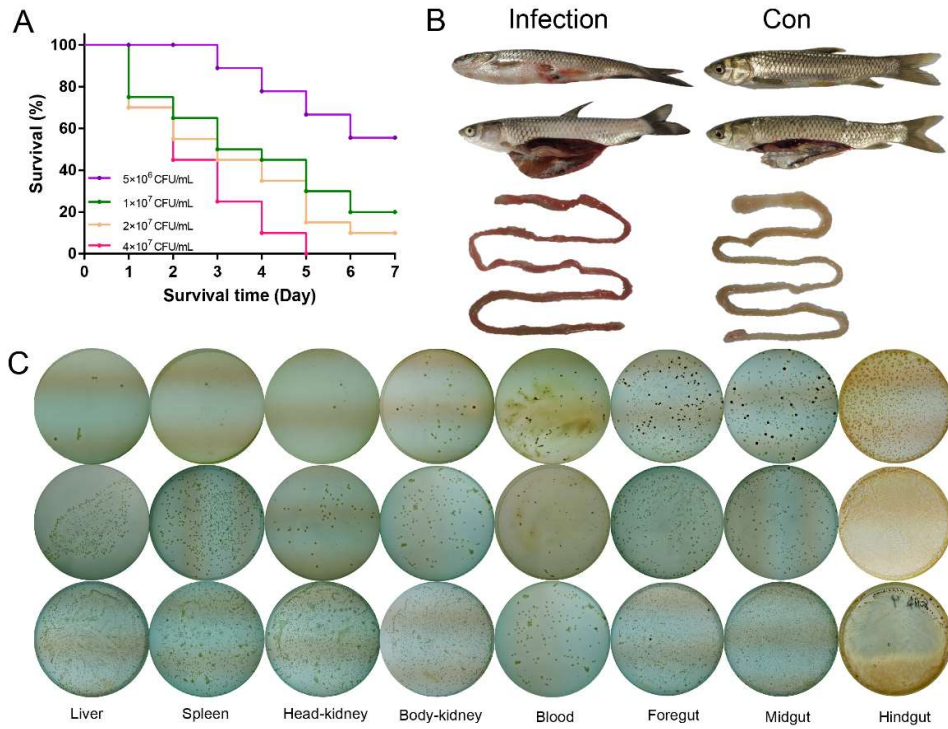 A
Survival (%)
100
80
60
40
20
0
5×10⁶ CFU/mL
1×10⁷ CFU/mL
2×10⁷ CFU/mL
4×10⁷ CFU/mL
0 1 2 3 4 5 6 7
Survival time (Day)
B
Infection Con
C
Liver Spleen Head-kidney Body-kidney Blood Foregut Midgut Hindgut